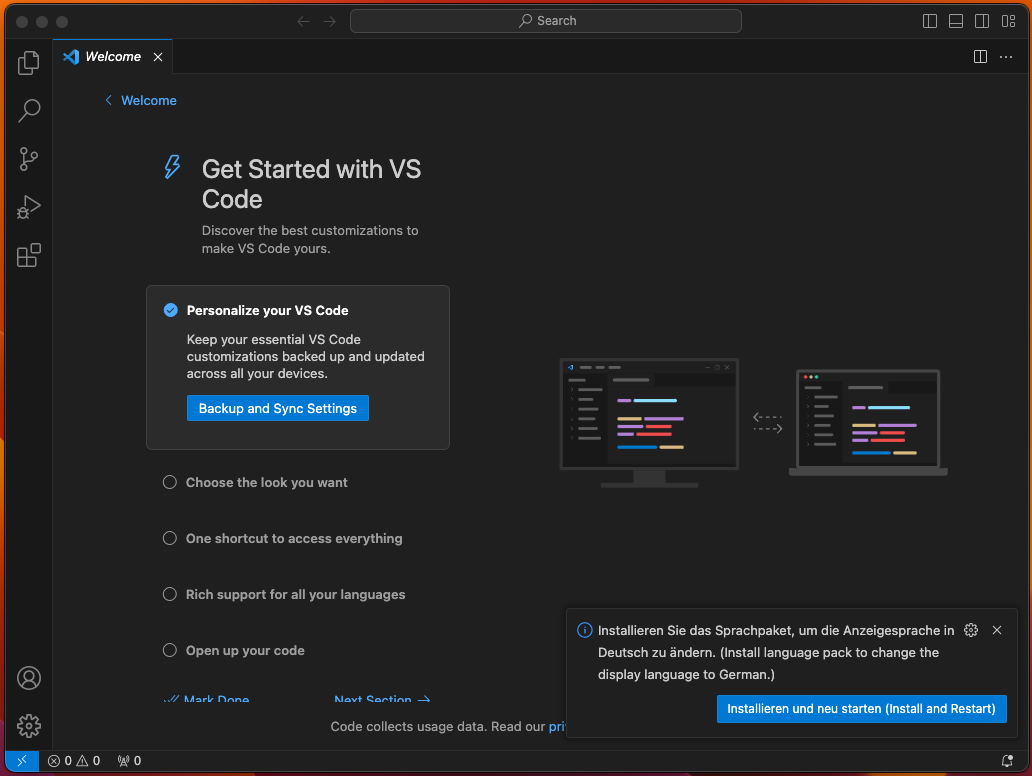 Search
Welcome
Welcome
Get Started with VS
Code
Discover the best customizations to
make VS Code yours.
Personalize your VS Code
Keep your essential VS Code
customizations backed up and updated
across all your devices.
Backup and Sync Settings
Choose the look you want
One shortcut to access everything
Rich support for all your languages
Open up your code
Mark Done
Next Section
Code collects usage data. Read our
Installieren Sie das Sprachpaket, um die Anzeigesprache in
Deutsch zu ändern. (Install language pack to change the
display language to German.)
Installieren und neu starten (Install and Restart)
0 0 0